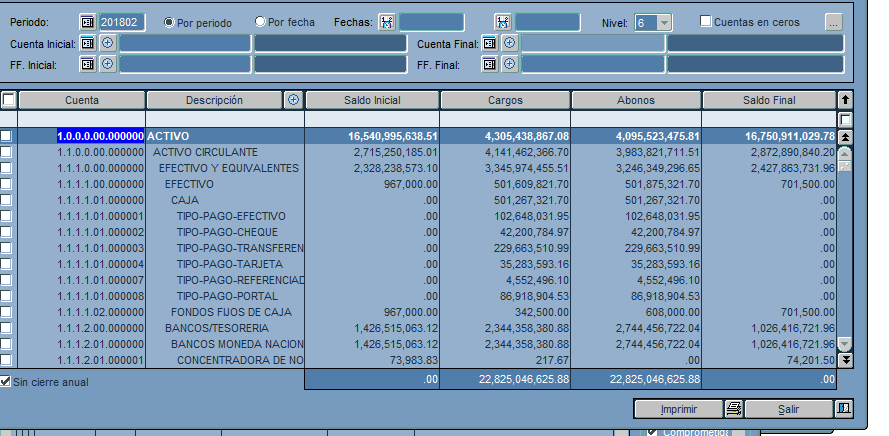 Periodo: 201802 Por periodo Por fecha Fechas: Nivel: 6 Cuentas en ceros ...
Cuenta Inicial: Cuenta Final:
FF. Inicial: FF. Final:
Cuenta Descripción Saldo Inicial Cargos Abonos Saldo Final
1.0.0.0.00.000000 ACTIVO 16,540,995,638.51 4,305,438,867.08 4,095,523,475.81 16,750,911,029.78
1.1.0.0.00.000000 ACTIVO CIRCULANTE 2,715,250,185.01 4,141,462,366.70 3,983,821,711.51 2,872,890,840.20
1.1.1.0.00.000000 EFECTIVO Y EQUIVALENTES 2,328,238,573.10 3,345,974,455.51 3,246,349,296.65 2,427,863,731.96
1.1.1.1.00.000000 EFECTIVO 967,000.00 501,609,821.70 501,875,321.70 701,500.00
1.1.1.1.01.000000 CAJA .00 501,267,321.70 501,267,321.70 .00
1.1.1.1.01.000001 TIPO-PAGO-EFECTIVO .00 102,648,031.95 102,648,031.95 .00
1.1.1.1.01.000002 TIPO-PAGO-CHEQUE .00 42,200,784.97 42,200,784.97 .00
1.1.1.1.01.000003 TIPO-PAGO-TRANSFEREN .00 229,663,510.99 229,663,510.99 .00
1.1.1.1.01.000004 TIPO-PAGO-TARJETA .00 35,283,593.16 35,283,593.16 .00
1.1.1.1.01.000007 TIPO-PAGO-REFERENCIAD .00 4,552,496.10 4,552,496.10 .00
1.1.1.1.01.000008 TIPO-PAGO-PORTAL .00 86,918,904.53 86,918,904.53 .00
1.1.1.1.02.000000 FONDOS FIJOS DE CAJA 967,000.00 342,500.00 608,000.00 701,500.00
1.1.1.2.00.000000 BANCOS/TESORERIA 1,426,515,063.12 2,344,358,380.88 2,744,456,722.04 1,026,416,721.96
1.1.1.2.01.000000 BANCOS MONEDA NACION 1,426,515,063.12 2,344,358,380.88 2,744,456,722.04 1,026,416,721.96
1.1.1.2.01.000001 CONCENTRADORA DE NO 73,983.83 217.67 .00 74,201.50
Sin cierre anual .00 22,825,046,625.88 22,825,046,625.88 .00
Imprimir Salir
Comprometid